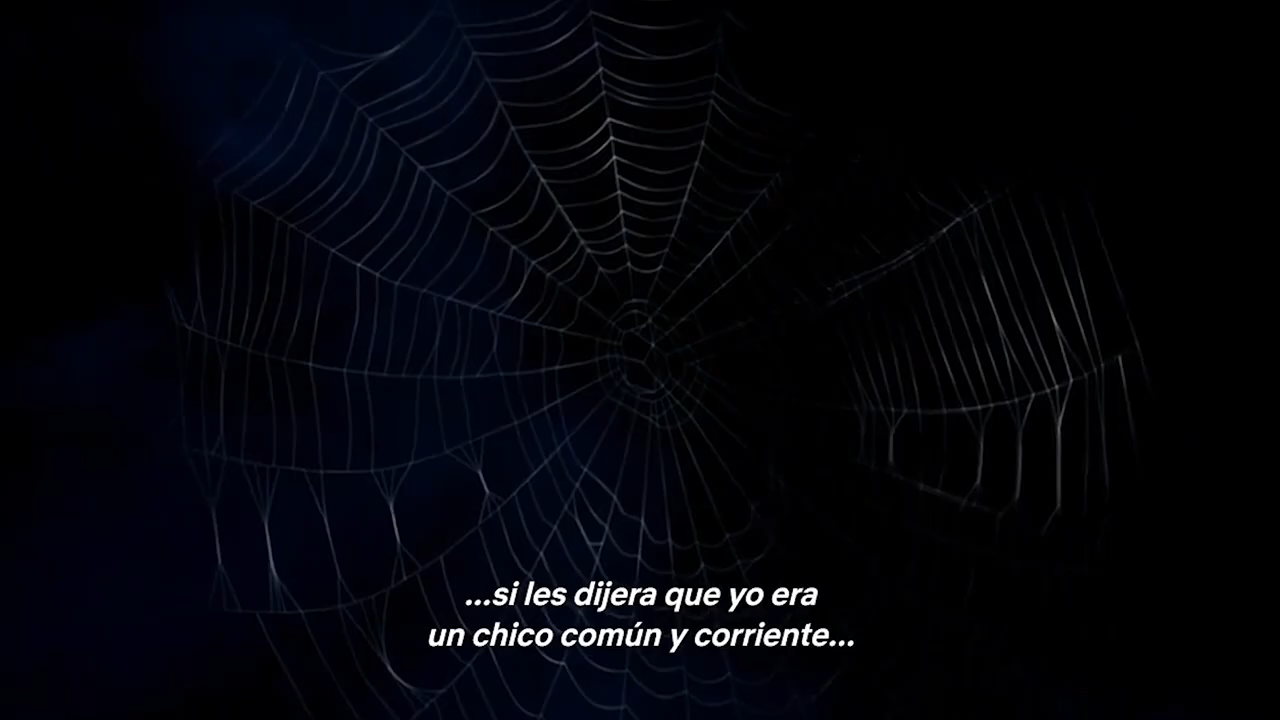 ...si les dijera que yo era
un chico común y corriente...